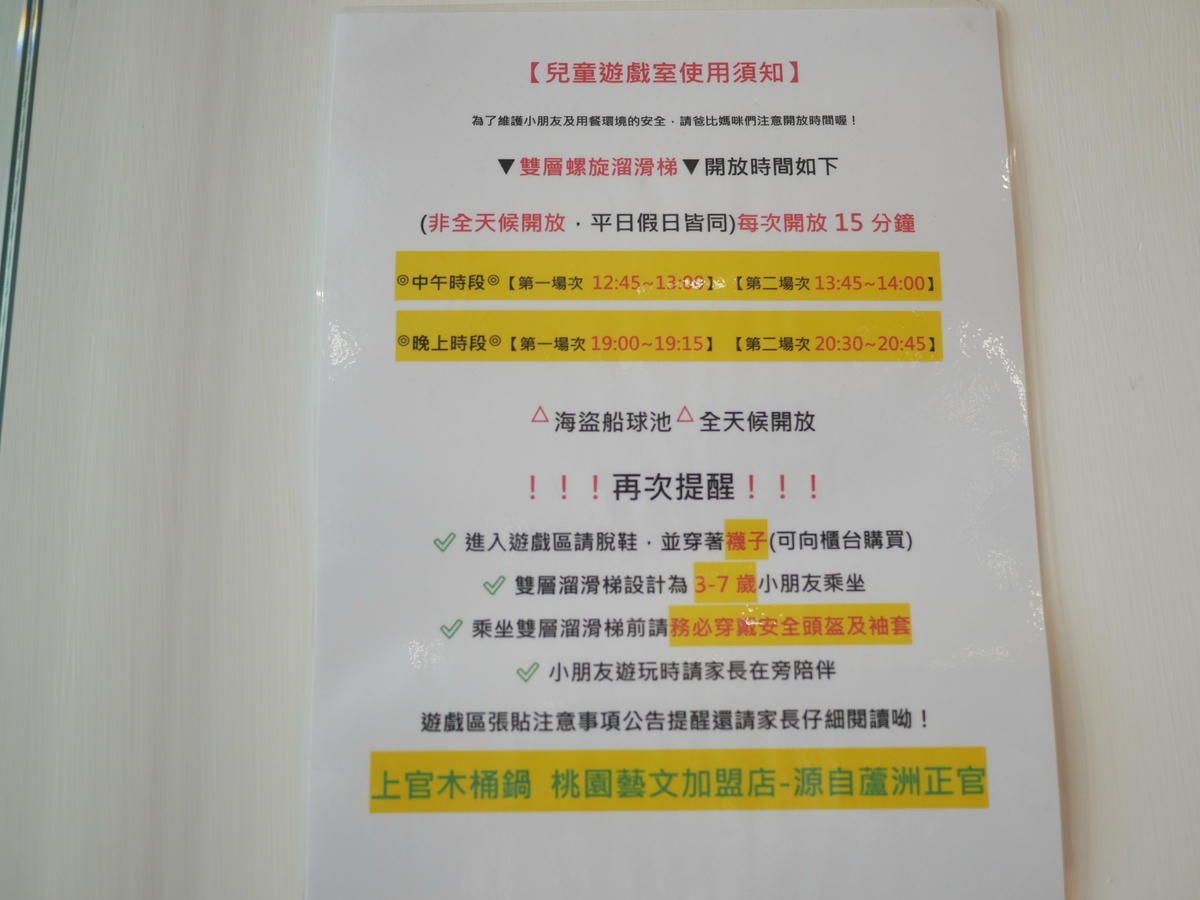 【兒童遊戲室使用須知】
為了維護小朋友及用餐環境的安全，請爸比媽咪們注意開放時間喔！
▼雙層螺旋溜滑梯▼開放時間如下
(非全天候開放，平日假日皆同)每次開放 15 分鐘
◎中午時段◎【第一場次 12:45~13:00】 【第二場次 13:45~14:00】
◎晚上時段◎【第一場次 19:00~19:15】 【第二場次 20:30~20:45】
△海盜船球池△全天候開放
！！！再次提醒！！！
✓ 進入遊戲區請脫鞋，並穿著襪子(可向櫃台購買)
✓ 雙層溜滑梯設計為 3-7 歲小朋友乘坐
✓ 乘坐雙層溜滑梯前請務必穿戴安全頭盔及袖套
✓ 小朋友遊玩時請家長在旁陪伴
遊戲區張貼注意事項公告提醒還請家長仔細閱讀呦！
上官木桶鍋 桃園藝文加盟店-源自蘆洲正官